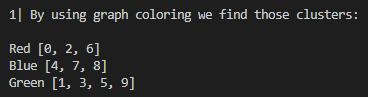 1| By using graph coloring we find those clusters:
Red [0, 2, 6]
Blue [4, 7, 8]
Green [1, 3, 5, 9]